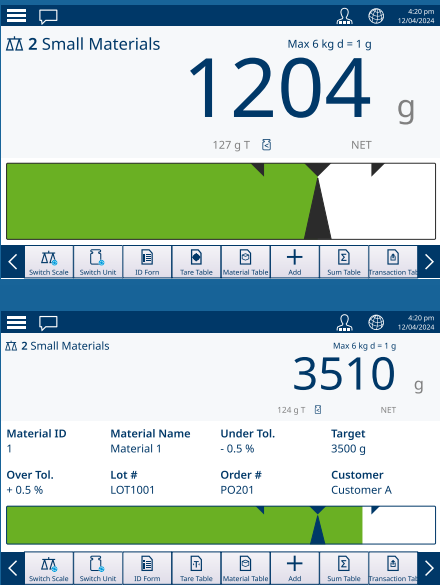 4:20 pm
12/04/2024
2 Small Materials
Max 6 kg d = 1 g
1204 g
127 g T < NET
Switch Scale Switch Unit ID Forn Tare Table Material Table Add Sum Table Transaction Tab
4:20 pm
12/04/2024
2 Small Materials
Max 6 kg d = 1 g
3510 g
124 g T < NET
Material ID Material Name Under Tol. Target
1 Material 1 - 0.5 % 3500 g
Over Tol. Lot # Order # Customer
+ 0.5 % LOT1001 PO201 Customer A
Switch Scale Switch Unit ID Form Tare Table Material Table Add Sum Table Transaction Tab